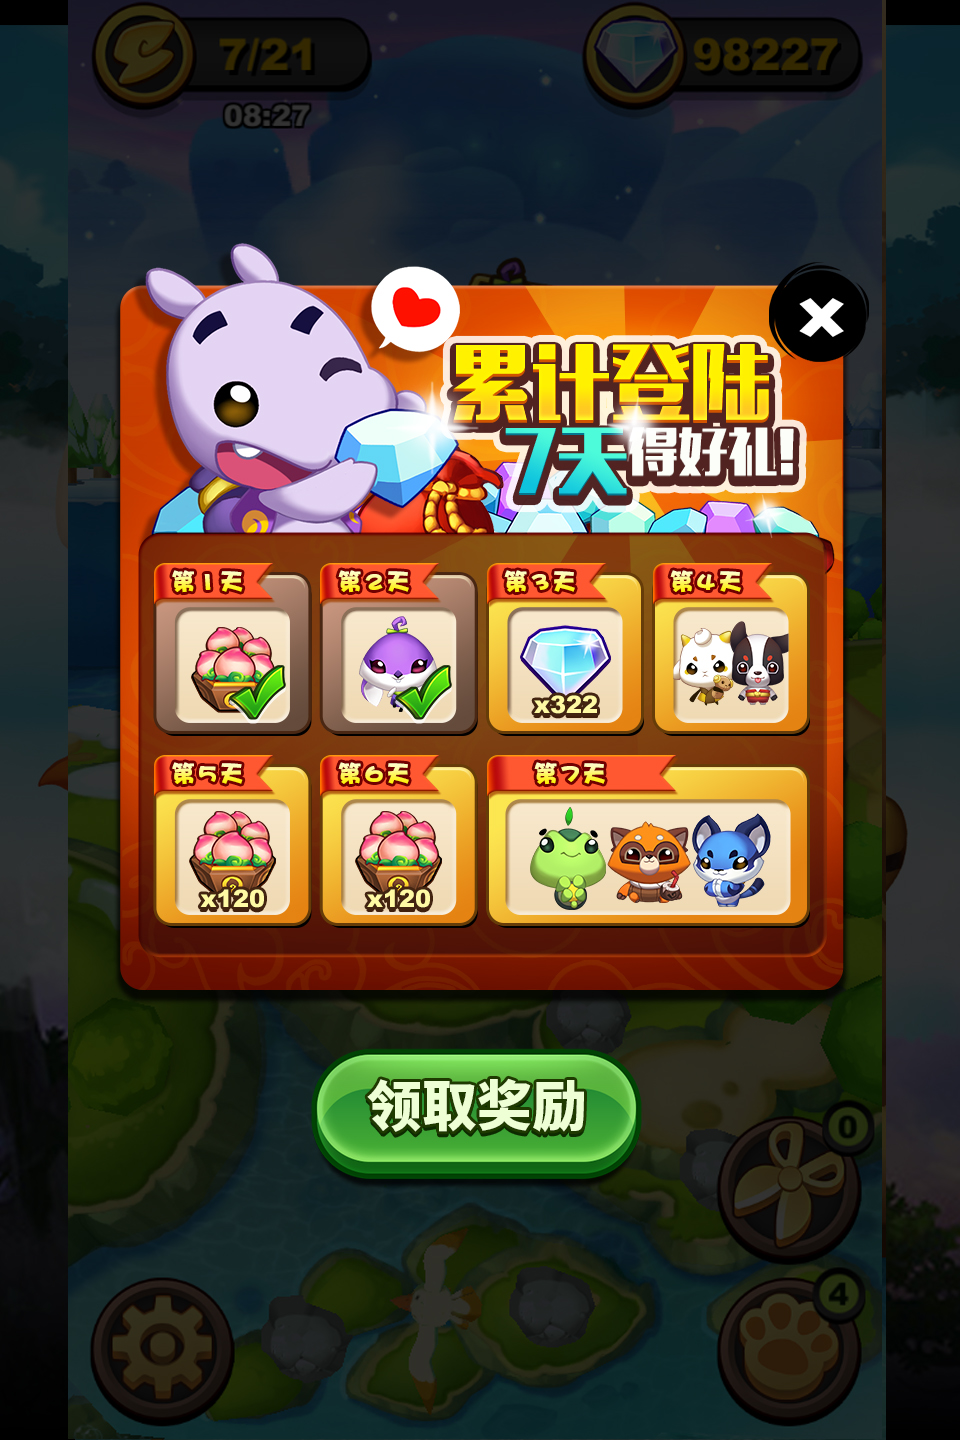 7/21
98227
08:27
累计登陆
7天得好礼!
第1天
第2天
第3天
第4天
x322
第5天
第6天
第7天
x120
x120
领取奖励
0
4